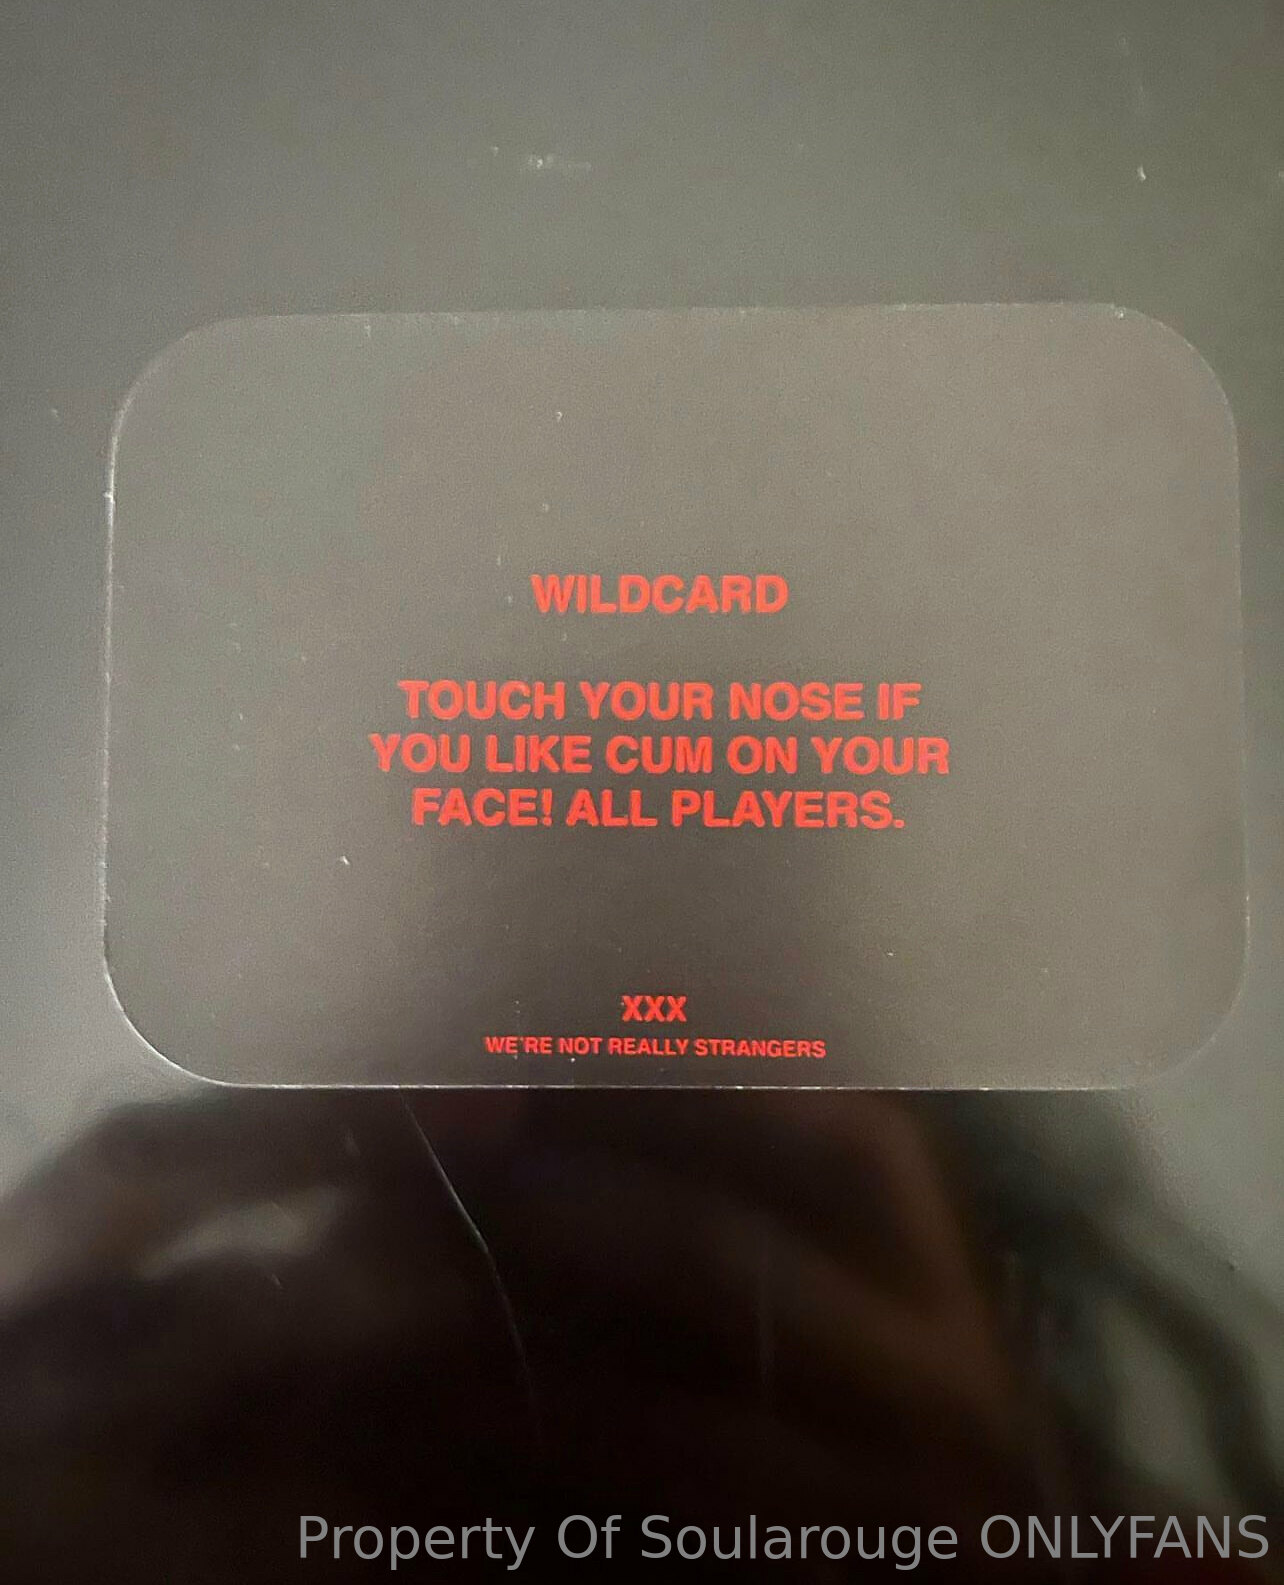 WILDCARD
TOUCH YOUR NOSE IF
YOU LIKE CUM ON YOUR
FACE! ALL PLAYERS.
XXX
WE'RE NOT REALLY STRANGERS
Property Of Soularouge ONLYFANS